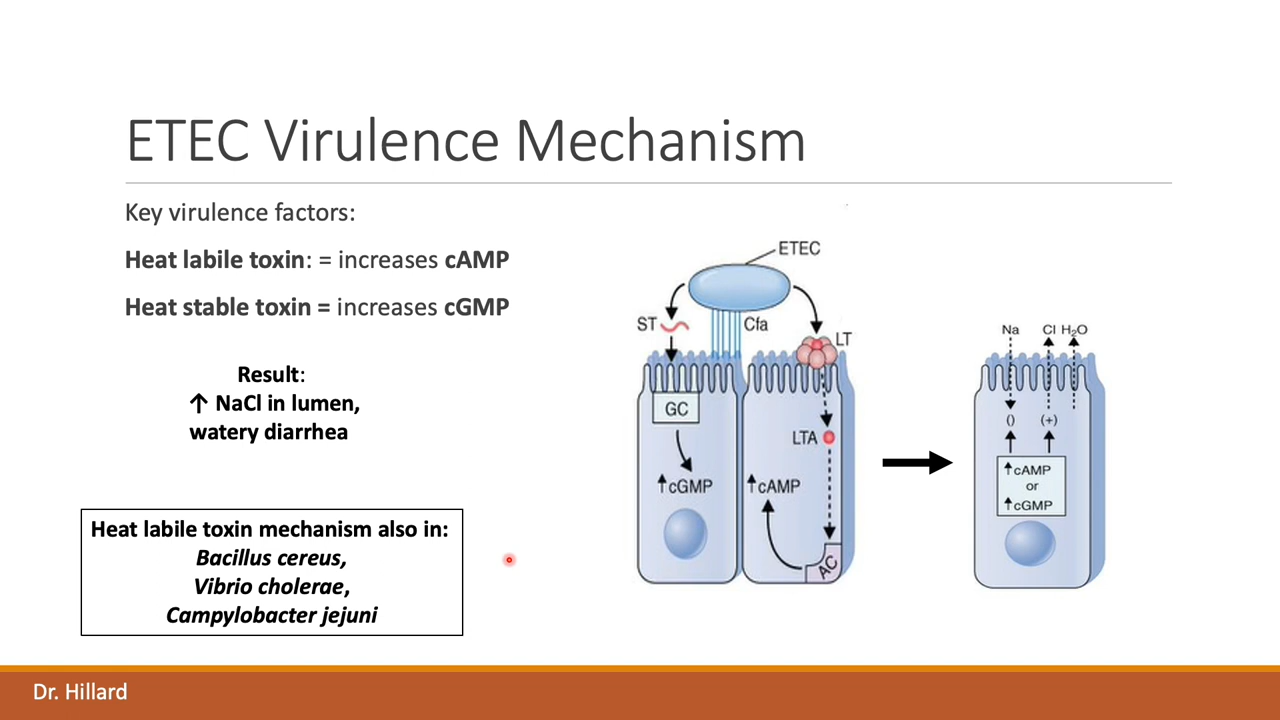 ETEC Virulence Mechanism
Key virulence factors:
Heat labile toxin: = increases cAMP
Heat stable toxin = increases cGMP
Result:
↑ NaCl in lumen,
watery diarrhea
Heat labile toxin mechanism also in:
Bacillus cereus,
Vibrio cholerae,
Campylobacter jejuni
ETEC
ST
Cfa
LT
GC
LTA
↑cGMP
↑cAMP
AC
Na
Cl
H₂O
()
(+)
↑cAMP
or
↑cGMP
Dr. Hillard